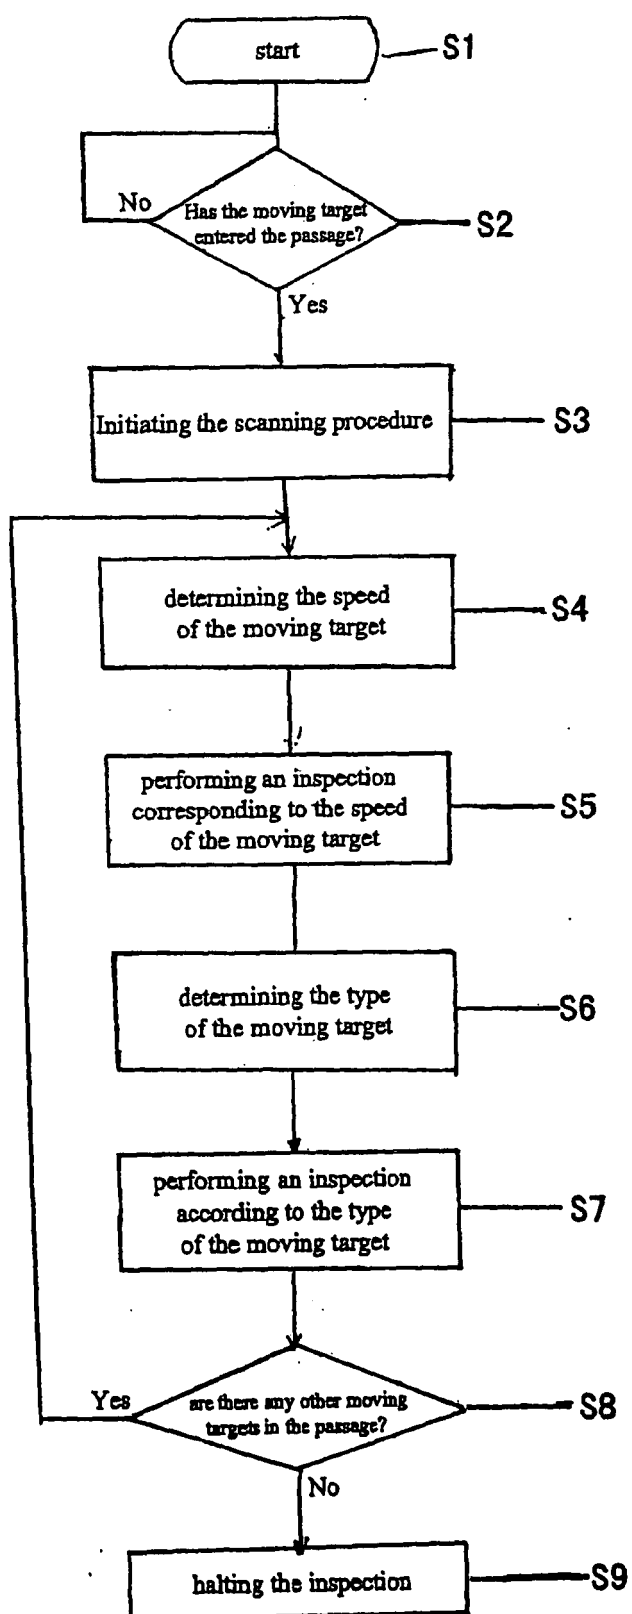 start
S1
No
Has the moving target
entered the passage?
S2
Yes
Initiating the scanning procedure
S3
determining the speed
of the moving target
S4
performing an inspection
corresponding to the speed
of the moving target
S5
determining the type
of the moving target
S6
performing an inspection
according to the type
of the moving target
S7
Yes
are there any other moving
targets in the passage?
S8
No
halting the inspection
S9